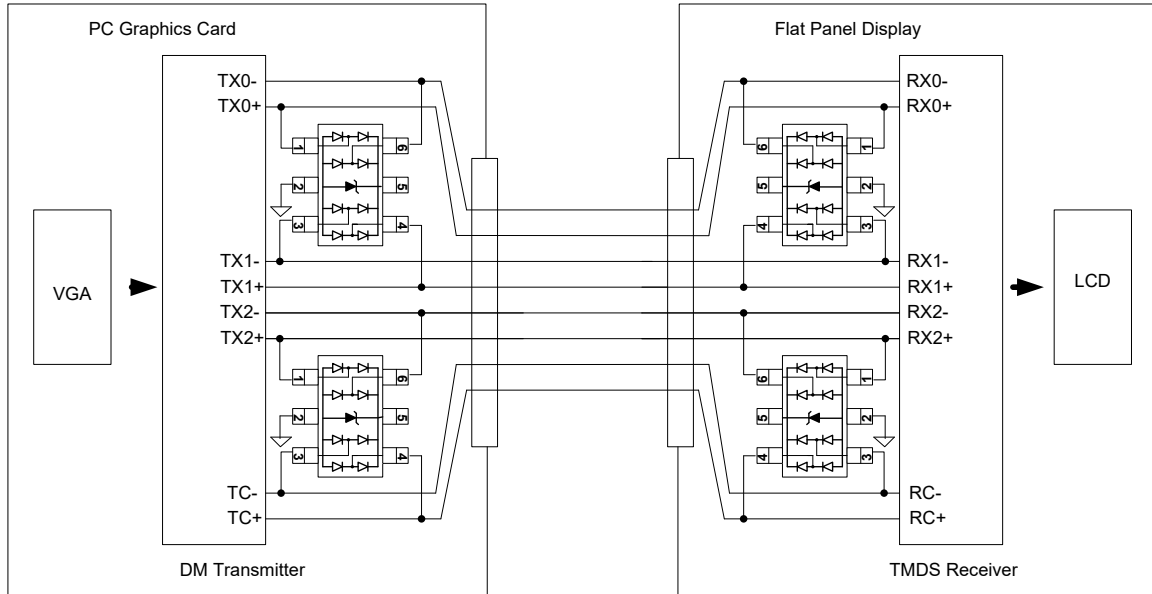 PC Graphics Card
Flat Panel Display
TX0-
TX0+
1
2
3
6
5
4
TX1-
TX1+
TX2-
TX2+
1
2
3
6
5
4
TC-
TC+
DM Transmitter
VGA
RX0-
RX0+
6
5
4
1
2
3
RX1-
RX1+
RX2-
RX2+
6
5
4
1
2
3
RC-
RC+
TMDS Receiver
LCD